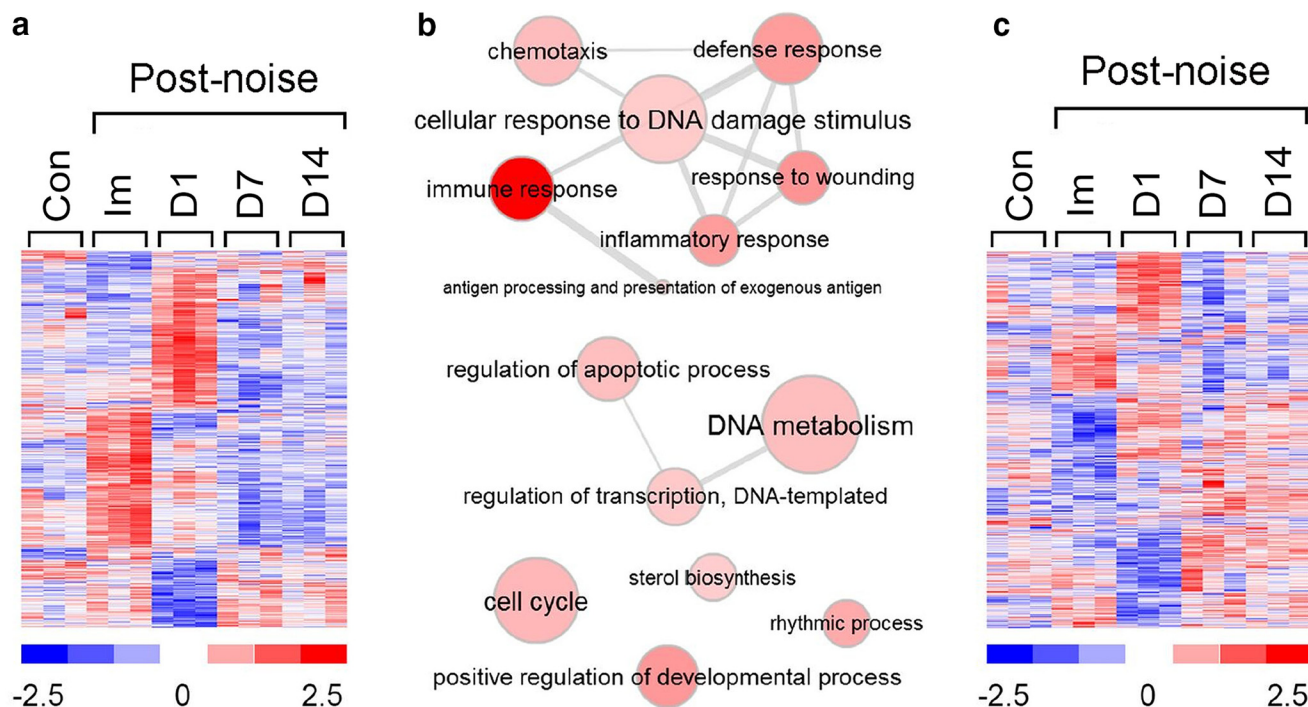 a
Post-noise
Con
Im
D1
D7
D14
-2.5 0 2.5
b
chemotaxis
defense response
cellular response to DNA damage stimulus
immune response
response to wounding
inflammatory response
antigen processing and presentation of exogenous antigen
regulation of apoptotic process
DNA metabolism
regulation of transcription, DNA-templated
sterol biosynthesis
cell cycle
rhythmic process
positive regulation of developmental process
c
Post-noise
Con
Im
D1
D7
D14
-2.5 0 2.5